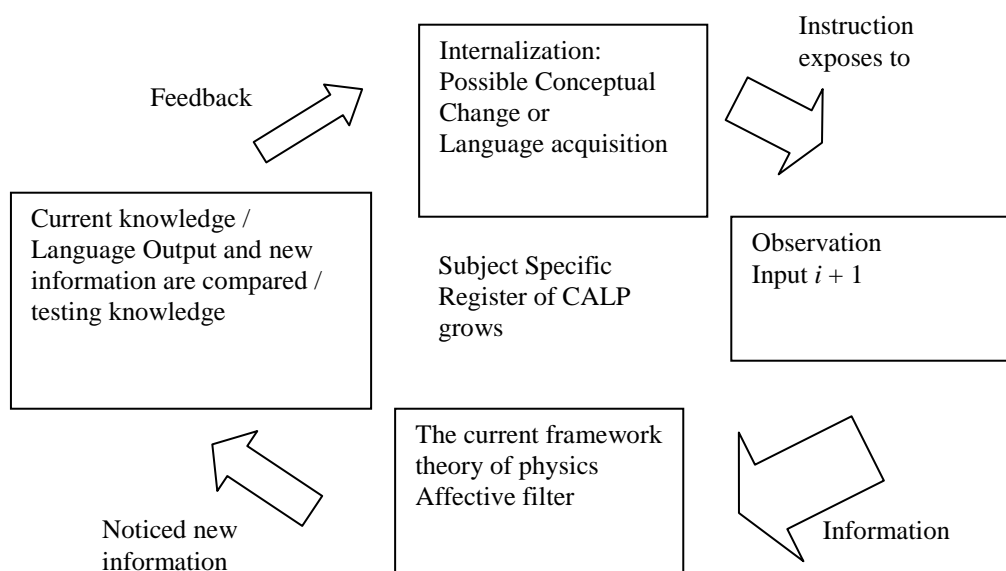 Instruction
exposes to
Internalization:
Possible Conceptual
Change or
Language acquisition
Feedback
Current knowledge /
Language Output and new
information are compared /
testing knowledge
Subject Specific
Register of CALP
grows
Observation
Input i + 1
The current framework
theory of physics
Affective filter
Information
Noticed new
information